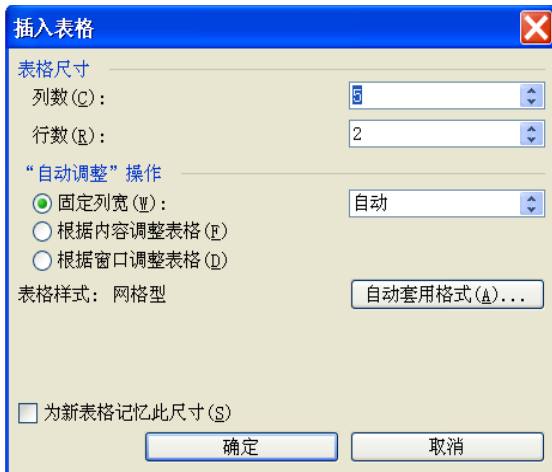 插入表格
表格尺寸
列数(C): 5
行数(R): 2
“自动调整”操作
固定列宽(W): 自动
根据内容调整表格(F)
根据窗口调整表格(D)
表格样式: 网格型 自动套用格式(A)...
为新表格记忆此尺寸(S)
确定 取消